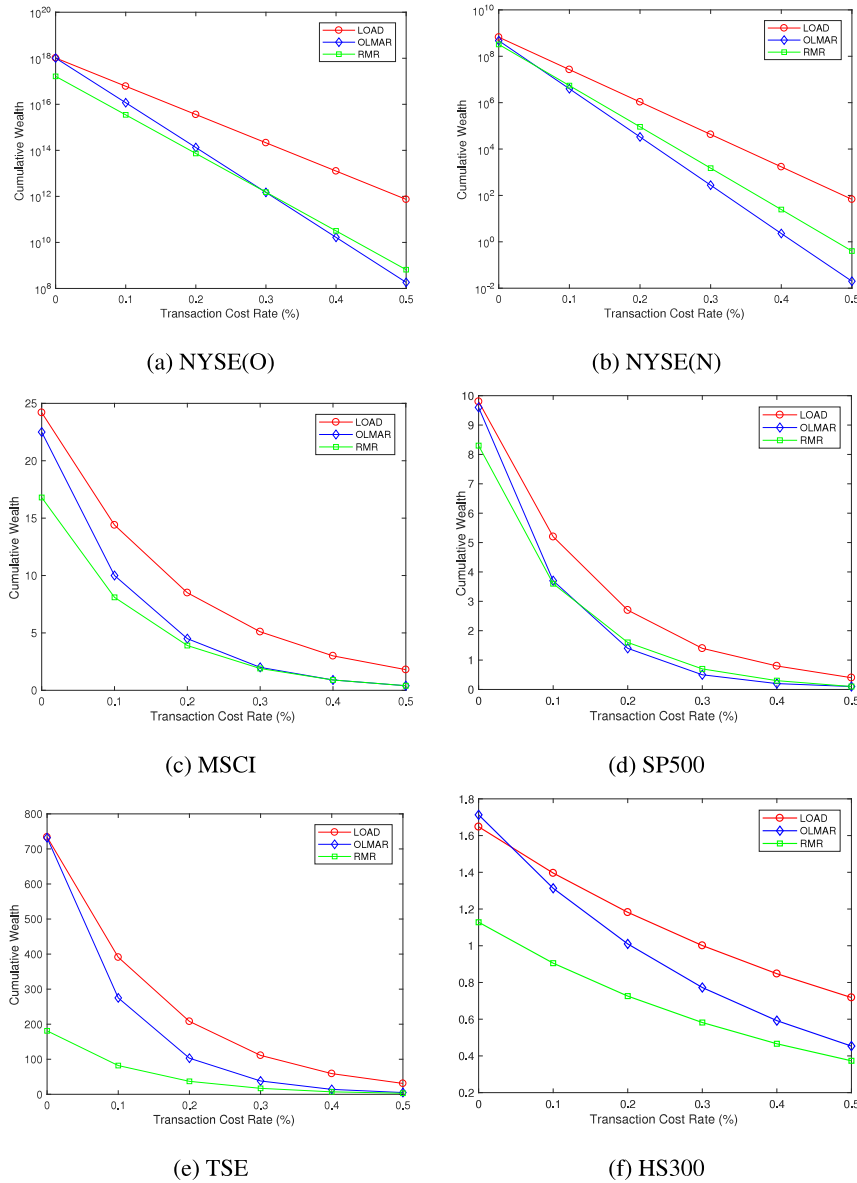 10^20
10^18
10^16
10^14
10^12
10^10
10^8
Cumulative Wealth
LOAD
OLMAR
RMR
0 0.1 0.2 0.3 0.4 0.5
Transaction Cost Rate (%)
(a) NYSE(O)
10^10
10^8
10^6
10^4
10^2
10^0
10^-2
Cumulative Wealth
LOAD
OLMAR
RMR
0 0.1 0.2 0.3 0.4 0.5
Transaction Cost Rate (%)
(b) NYSE(N)
25
20
15
10
5
0
Cumulative Wealth
LOAD
OLMAR
RMR
0 0.1 0.2 0.3 0.4 0.5
Transaction Cost Rate (%)
(c) MSCI
10
9
8
7
6
5
4
3
2
1
0
Cumulative Wealth
LOAD
OLMAR
RMR
0 0.1 0.2 0.3 0.4 0.5
Transaction Cost Rate (%)
(d) SP500
800
700
600
500
400
300
200
100
0
Cumulative Wealth
LOAD
OLMAR
RMR
0 0.1 0.2 0.3 0.4 0.5
Transaction Cost Rate (%)
(e) TSE
1.8
1.6
1.4
1.2
1
0.8
0.6
0.4
0.2
Cumulative Wealth
LOAD
OLMAR
RMR
0 0.1 0.2 0.3 0.4 0.5
Transaction Cost Rate (%)
(f) HS300